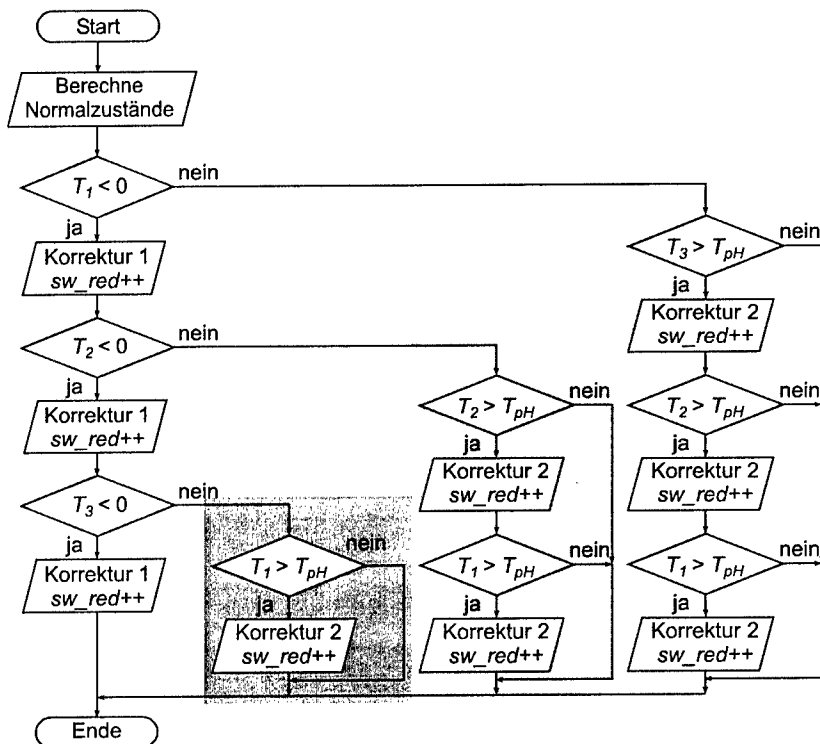 Start
Berechne
Normalzustände
T1 < 0
nein
ja
Korrektur 1
sw_red++
T3 > TpH
nein
ja
Korrektur 2
sw_red++
T2 < 0
nein
ja
Korrektur 1
sw_red++
T2 > TpH
nein
ja
Korrektur 2
sw_red++
T2 > TpH
nein
ja
Korrektur 2
sw_red++
T3 < 0
nein
ja
Korrektur 1
sw_red++
T1 > TpH
nein
ja
Korrektur 2
sw_red++
T1 > TpH
nein
ja
Korrektur 2
sw_red++
T1 > TpH
nein
ja
Korrektur 2
sw_red++
Ende